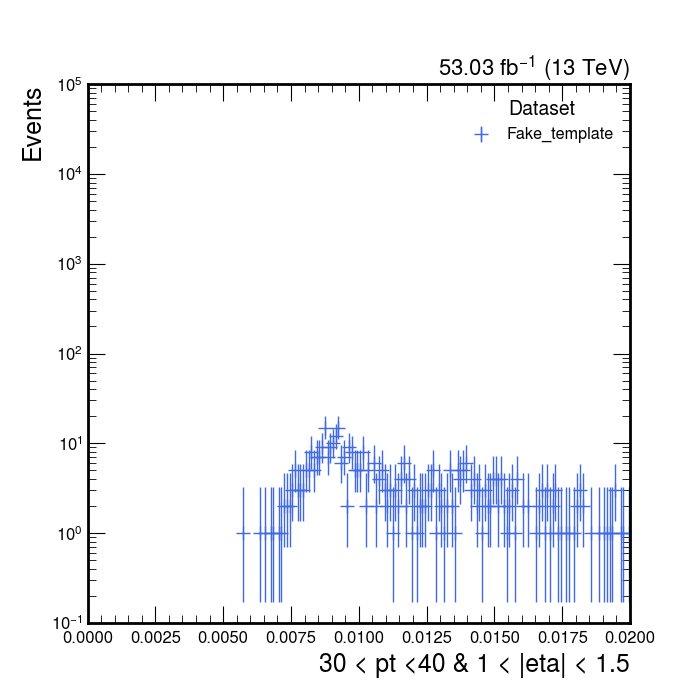 53.03 fb⁻¹ (13 TeV)
Events
Dataset
Fake_template
10⁵
10⁴
10³
10²
10¹
10⁰
10⁻¹
0.0000 0.0025 0.0050 0.0075 0.0100 0.0125 0.0150 0.0175 0.0200
30 < pt <40 & 1 < |eta| < 1.5